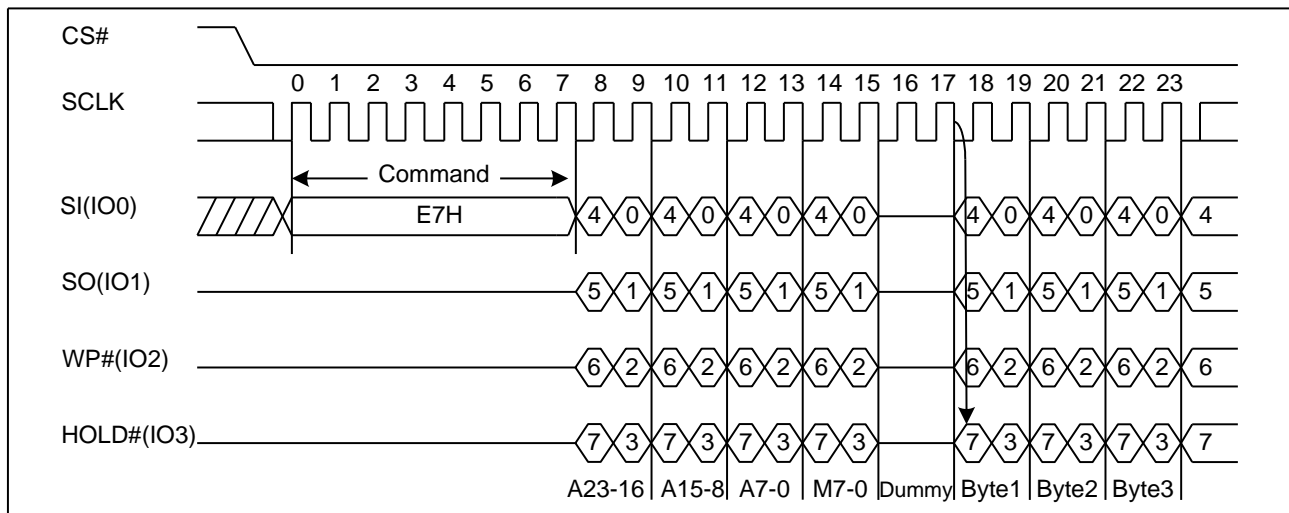 CS#
0 1 2 3 4 5 6 7 8 9 10 11 12 13 14 15 16 17 18 19 20 21 22 23
SCLK
Command
SI(IO0) E7H 4 0 4 0 4 0 4 0 4 0 4 0 4 0 4
SO(IO1) 5 1 5 1 5 1 5 1 5 1 5 1 5 1 5
WP#(IO2) 6 2 6 2 6 2 6 2 6 2 6 2 6 2 6
HOLD#(IO3) 7 3 7 3 7 3 7 3 7 3 7 3 7 3 7
A23-16 A15-8 A7-0 M7-0 Dummy Byte1 Byte2 Byte3